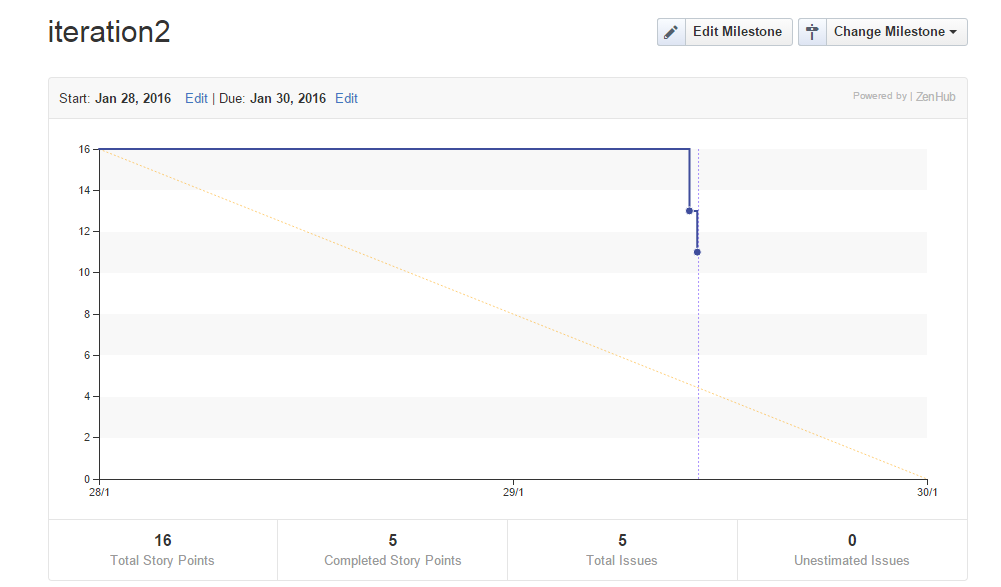 iteration2
Edit Milestone
Change Milestone
Start: Jan 28, 2016 Edit | Due: Jan 30, 2016 Edit
Powered by | ZenHub
16
14
12
10
8
6
4
2
0
28/1 29/1 30/1
16 5 5 0
Total Story Points Completed Story Points Total Issues Unestimated Issues